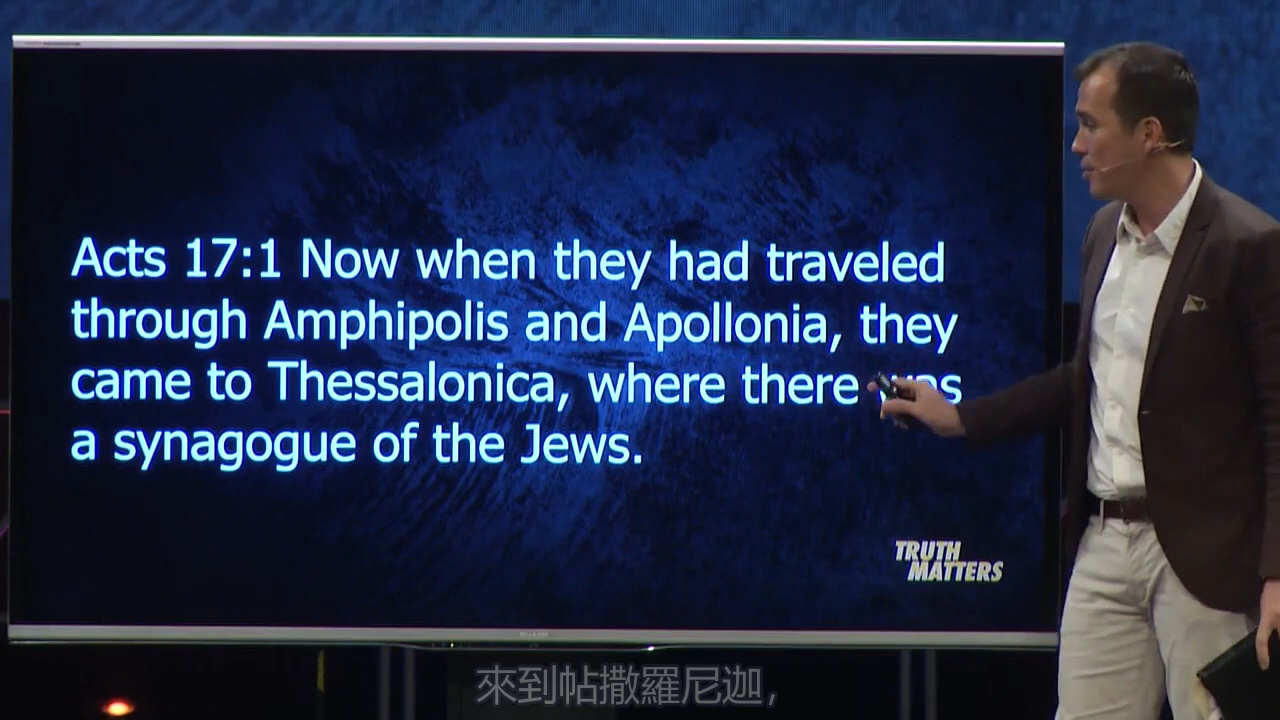 Acts 17:1 Now when they had traveled
through Amphipolis and Apollonia, they
came to Thessalonica, where there was
a synagogue of the Jews.
TRUTH
MATTERS
來到帖撒羅尼迦,